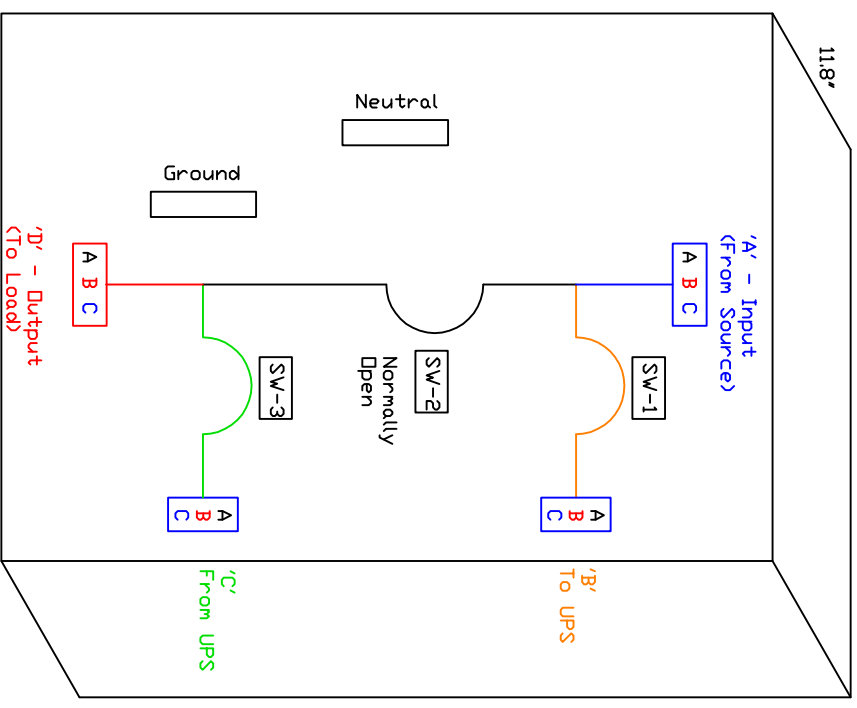 11.8"
Neutral
Ground
'A' - Input
(From Source)
A B C
SW-1
SW-2
Normally
Open
SW-3
A B C
'D' - Output
(To Load)
A B C
'B'
To UPS
A B C
'C'
From UPS